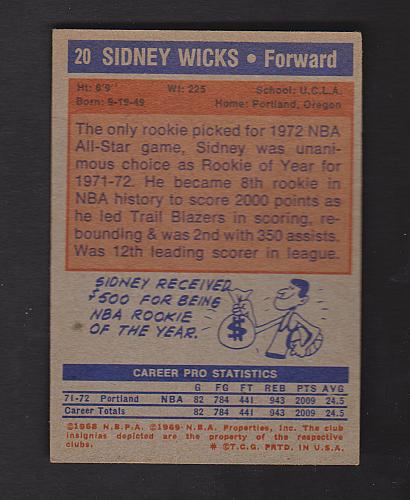 20 SIDNEY WICKS • Forward
Ht: 6'9" Wt: 225 School: U.C.L.A.
Born: 9-19-49 Home: Portland, Oregon
The only rookie picked for 1972 NBA
All-Star game, Sidney was unani-
mous choice as Rookie of Year for
1971-72. He became 8th rookie in
NBA history to score 2000 points as
he led Trail Blazers in scoring, re-
bounding & was 2nd with 350 assists.
Was 12th leading scorer in league.
SIDNEY RECEIVED
$500 FOR BEING
NBA ROOKIE
OF THE YEAR.
$
CAREER PRO STATISTICS
G FG FT REB PTS AVG
71-72 Portland NBA 82 784 441 943 2009 24.5
Career Totals 82 784 441 943 2009 24.5
©1968 N.B.P.A. ©1969 N.B.A. Properties, Inc. The club
insignias depicted are the property of the respective
clubs. * ©T.C.G. PRTD. IN U.S.A.